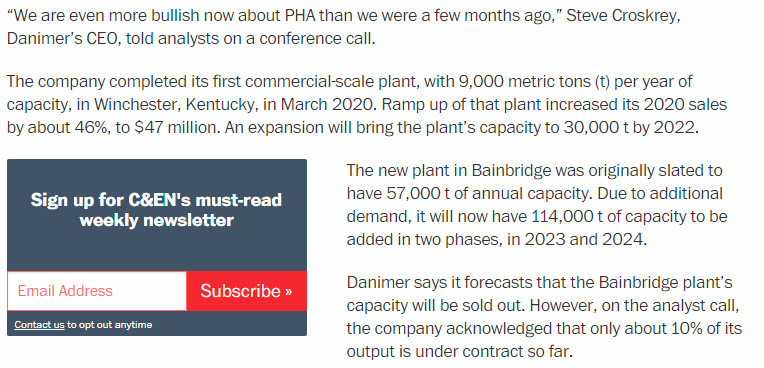 “We are even more bullish now about PHA than we were a few months ago,” Steve Croskrey,
Danimer’s CEO, told analysts on a conference call.
The company completed its first commercial-scale plant, with 9,000 metric tons (t) per year of
capacity, in Winchester, Kentucky, in March 2020. Ramp up of that plant increased its 2020 sales
by about 46%, to $47 million. An expansion will bring the plant’s capacity to 30,000 t by 2022.
Sign up for C&EN's must-read
weekly newsletter
Email Address
Subscribe »
Contact us to opt out anytime
The new plant in Bainbridge was originally slated to
have 57,000 t of annual capacity. Due to additional
demand, it will now have 114,000 t of capacity to be
added in two phases, in 2023 and 2024.
Danimer says it forecasts that the Bainbridge plant’s
capacity will be sold out. However, on the analyst call,
the company acknowledged that only about 10% of its
output is under contract so far.